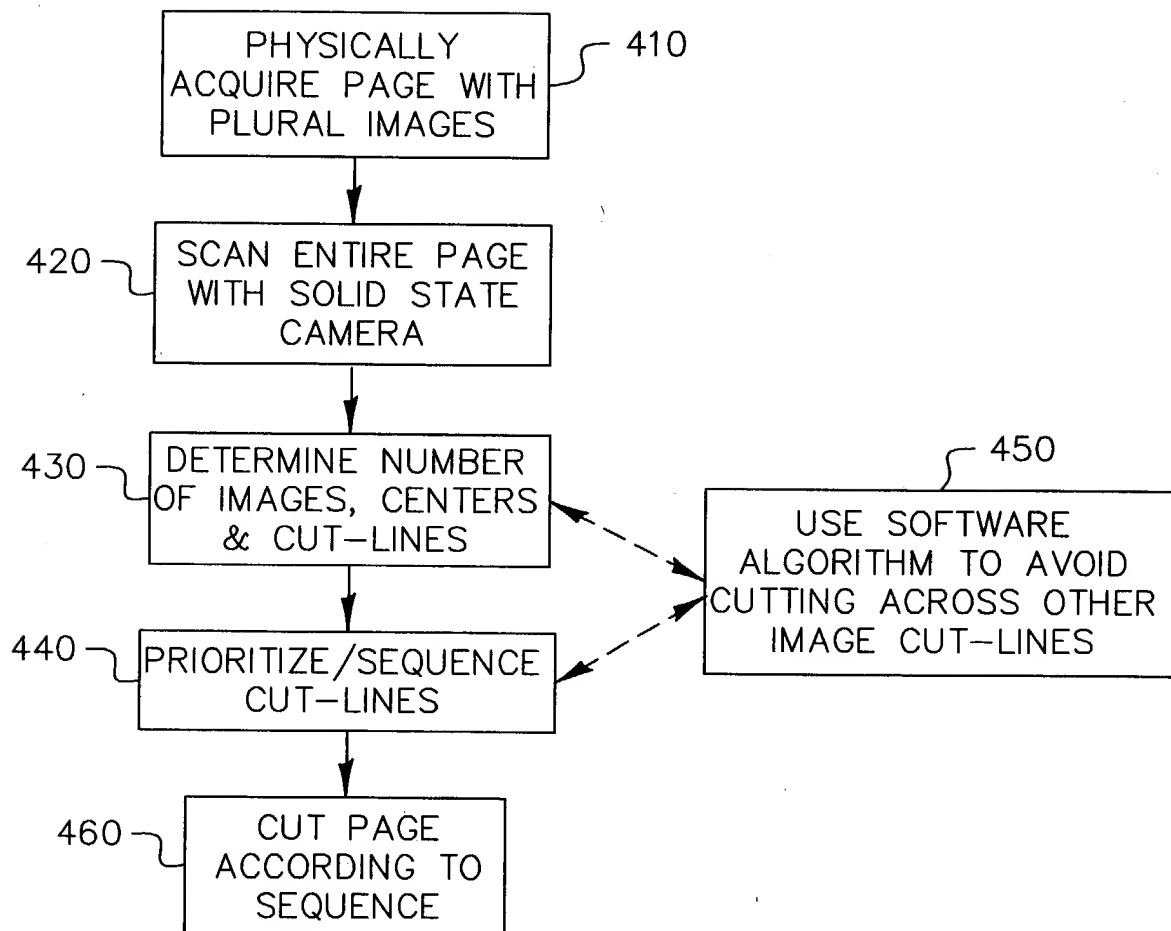 PHYSICALLY
ACQUIRE PAGE WITH
PLURAL IMAGES
410
420
SCAN ENTIRE PAGE
WITH SOLID STATE
CAMERA
430
DETERMINE NUMBER
OF IMAGES, CENTERS
& CUT-LINES
450
USE SOFTWARE
ALGORITHM TO AVOID
CUTTING ACROSS OTHER
IMAGE CUT-LINES
440
PRIORITIZE/SEQUENCE
CUT-LINES
460
CUT PAGE
ACCORDING TO
SEQUENCE